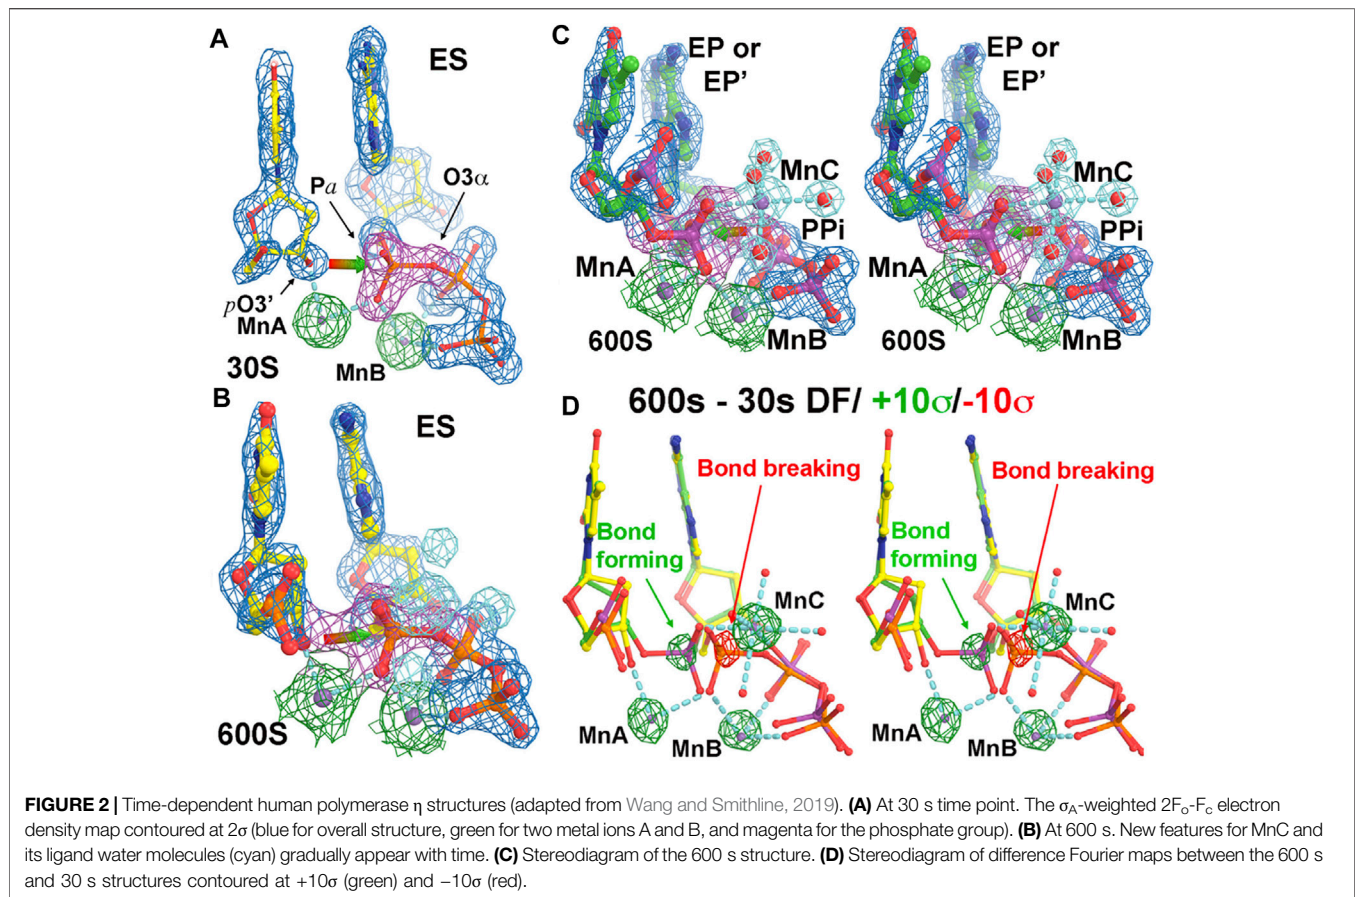 A
ES
Pa
O3α
pO3'
MnA
30S
MnB
B
ES
600S
C
EP or
EP'
MnC
PPi
MnA
600S
MnB
EP or
EP'
MnC
PPi
MnA
600S
MnB
D
600s - 30s DF/ +10σ/-10σ
Bond breaking
Bond
forming
MnC
MnA
MnB
Bond breaking
Bond
forming
MnC
MnA
MnB
FIGURE 2 | Time-dependent human polymerase η structures (adapted from Wang and Smithline, 2019). (A) At 30 s time point. The σA-weighted 2Fo-Fc electron
density map contoured at 2σ (blue for overall structure, green for two metal ions A and B, and magenta for the phosphate group). (B) At 600 s. New features for MnC and
its ligand water molecules (cyan) gradually appear with time. (C) Stereodiagram of the 600 s structure. (D) Stereodiagram of difference Fourier maps between the 600 s
and 30 s structures contoured at +10σ (green) and −10σ (red).